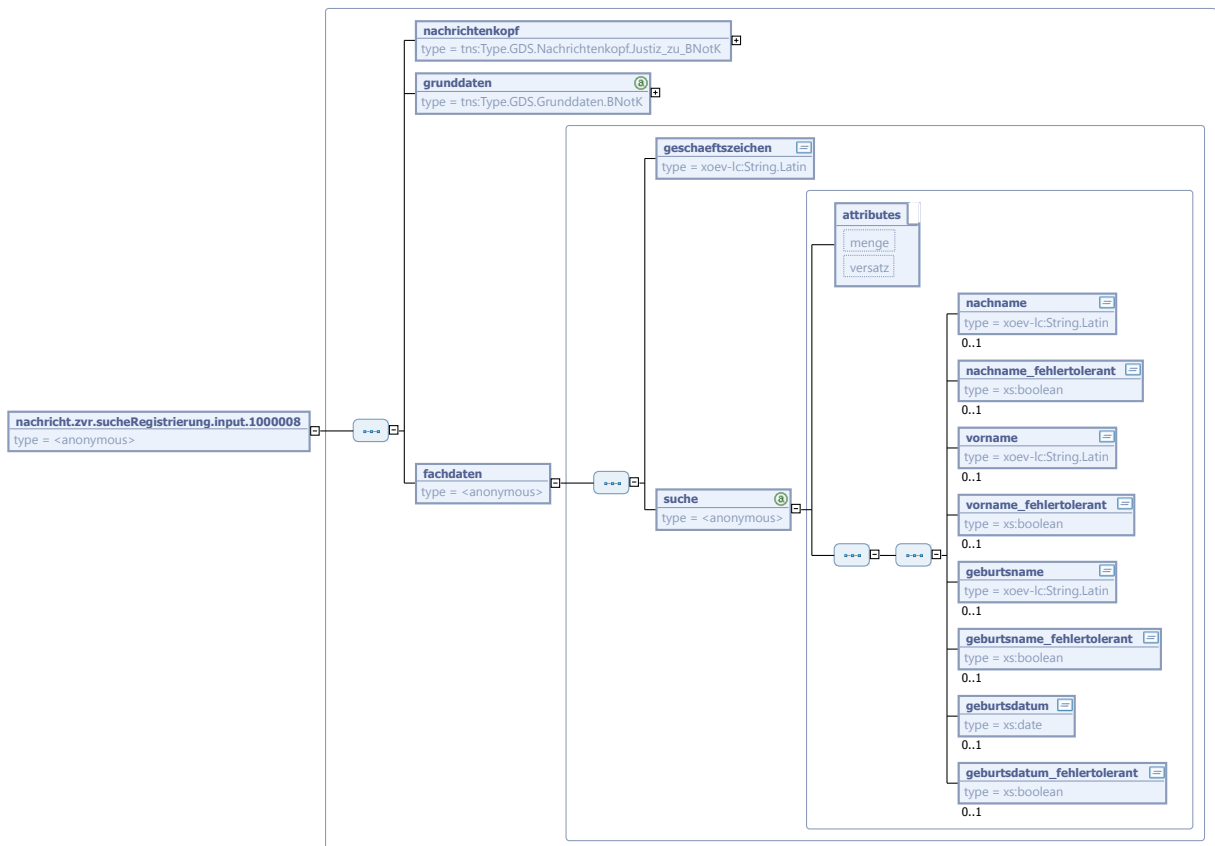 nachrichtenkopf
type = tns:Type.GDS.Nachrichtenkopf.Justiz_zu_BNotK
grunddaten
a
type = tns:Type.GDS.Grunddaten.BNotK
geschaeftszeichen
type = xoev-lc:String.Latin
attributes
menge
versatz
nachname
type = xoev-lc:String.Latin
0..1
nachname_fehlertolerant
type = xs:boolean
0..1
nachricht.zvr.sucheRegistrierung.input.1000008
type = <anonymous>
vorname
type = xoev-lc:String.Latin
0..1
fachdaten
type = <anonymous>
suche
a
type = <anonymous>
vorname_fehlertolerant
type = xs:boolean
0..1
geburtsname
type = xoev-lc:String.Latin
0..1
geburtsname_fehlertolerant
type = xs:boolean
0..1
geburtsdatum
type = xs:date
0..1
geburtsdatum_fehlertolerant
type = xs:boolean
0..1